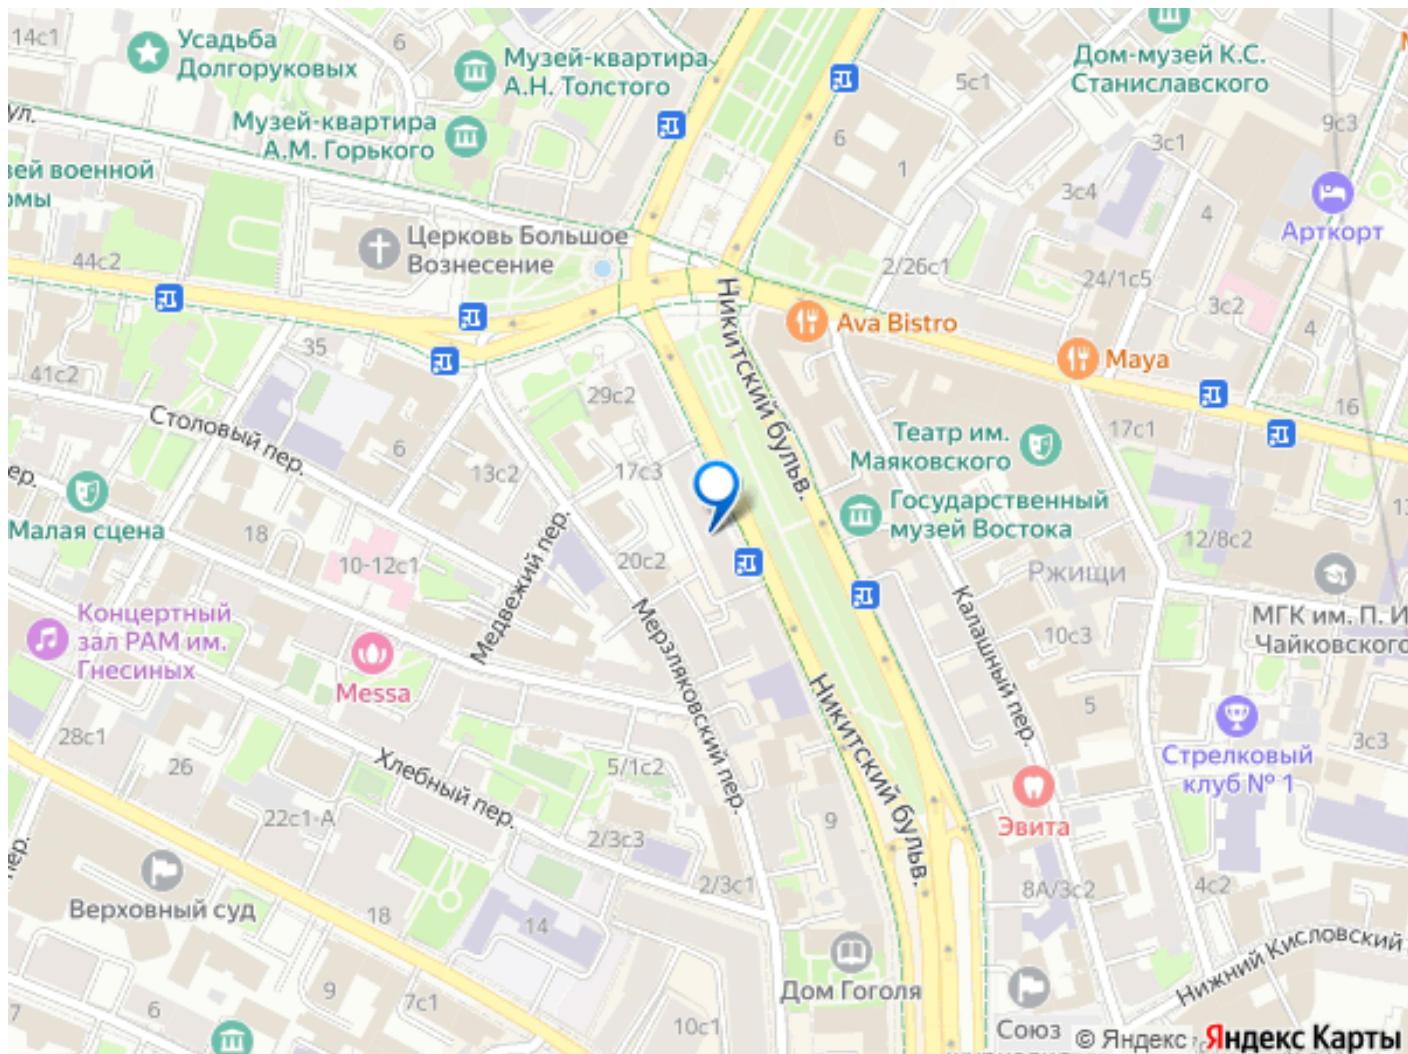 14с1
Усадьба
Долгоруковых
6
Музей-квартира
А.Н. Толстого
Дом-музей К.С.
Станиславского
5с1
9с3
ул.
Музей-квартира
А.М. Горького
6
1
3с1
3с4
4
зей военной
Арткорт
44с2
Церковь Большое
Вознесение
2/26с1
24/1с5
3с2
4
Никитский бульв.
Ava Bistro
Maya
35
41с2
29с2
16
Столовый пер.
6
13с2
17с3
17с1
Театр им.
Маяковского
Государственный
музей Востока
Малая сцена
18
10-12с1
Медвежий пер.
20с2
12/8с2
Ржищи
МГК им. П. И
Чайковского
Концертный
зал РАМ им.
Гнесиных
Messa
Мерзляковский пер.
Калашный пер.
10с3
5
Никитский бульв.
Стрелковый
клуб № 1
3с3
28с1
26
Хлебный пер.
5/1с2
22с1-А
2/3с3
9
Эвита
2/3с1
8А/3с2
4с2
Верховный суд
18
14
Дом Гоголя
Нижний Кисловский
7
6
9
7с1
10с1
Союз
© Яндекс
Яндекс Карты